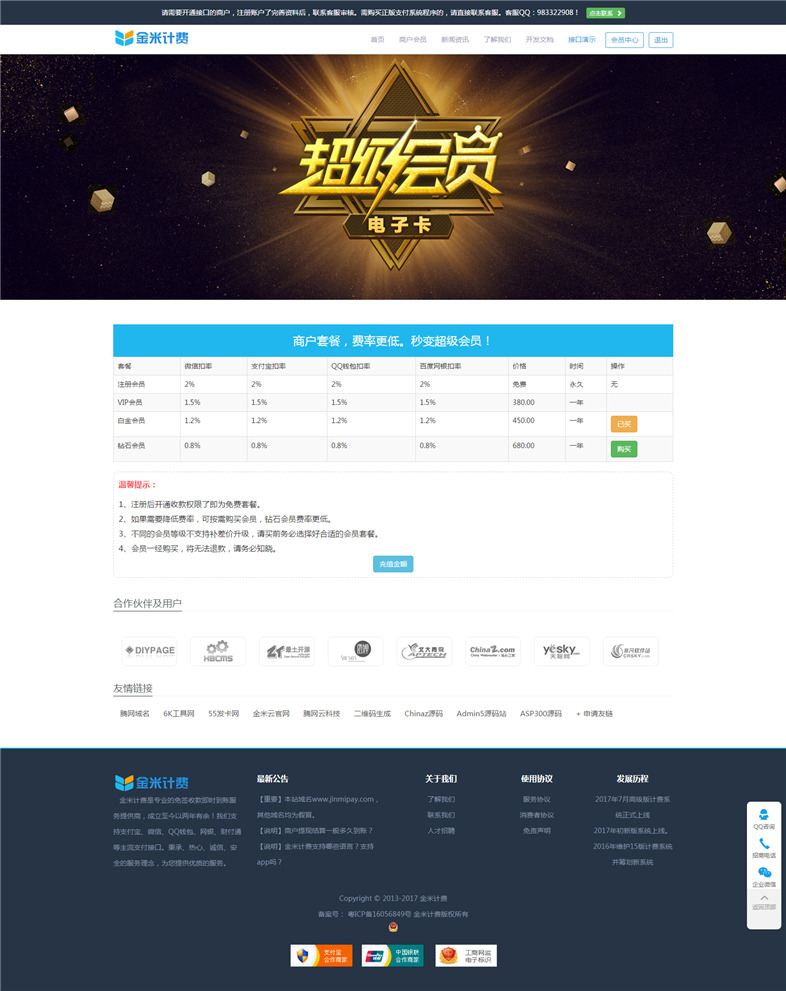 请需要开通接口的商户，注册账户了完善资料后，联系客服审核。需购买正版支付系统程序的，请直接联系客服。客服QQ：983322908！ 点击联系
金米计费 首页 商户会员 新闻资讯 了解我们 开发文档 接口演示 会员中心 退出
超级会员
电子卡
商户套餐，费率更低。秒变超级会员！
套餐 微信扣率 支付宝扣率 QQ钱包扣率 百度网银扣率 价格 时间 操作
注册会员 2% 2% 2% 2% 免费 永久 无
VIP会员 1.5% 1.5% 1.5% 1.5% 380.00 一年
白金会员 1.2% 1.2% 1.2% 1.2% 450.00 一年 已买
钻石会员 0.8% 0.8% 0.8% 0.8% 680.00 一年 购买
温馨提示：
1、注册后开通收款权限了即为免费套餐。
2、如果需要降低费率，可按需购买会员，钻石会员费率更低。
3、不同的会员等级不支持补差价升级，请买前务必选择好合适的会员套餐。
4、会员一经购买，将无法退款，请务必知晓。
充值金额
合作伙伴及用户
DIYPAGE HBCMS 最土开源 北大青鸟 APTECH ChinaZ.com yesky 天极网 非凡软件站 CRSKY.com
友情链接
腾网域名 6K工具网 55发卡网 金米云官网 腾网云科技 二维码生成 Chinaz源码 Admin5源码站 ASP300源码 + 申请友链
金米计费
金米计费是专业的免签收款即时到账服
务提供商，成立至今以两年有余！我们支
持支付宝、微信、QQ钱包、网银、财付通
等主流支付接口。秉承、热心、诚信、安
全的服务理念，为您提供优质的服务。
最新公告
【重要】本站域名www.jinmipay.com，
其他域名均为假冒。
【说明】商户提现结算一般多久到账？
【说明】金米计费支持哪些语言？支持
app吗？
关于我们
了解我们
联系我们
人才招聘
使用协议
服务协议
消费者协议
免责声明
发展历程
2017年7月高级版计费系
统正式上线
2017年初新版系统上线。
2016年维护15版计费系统
并筹划新系统
QQ咨询
招商电话
企业微信
返回顶部
Copyright © 2013-2017 金米计费
备案号： 粤ICP备16056849号 金米计费版权所有
支付宝
合作商家
中国银联
合作商家
工商网监
电子标识